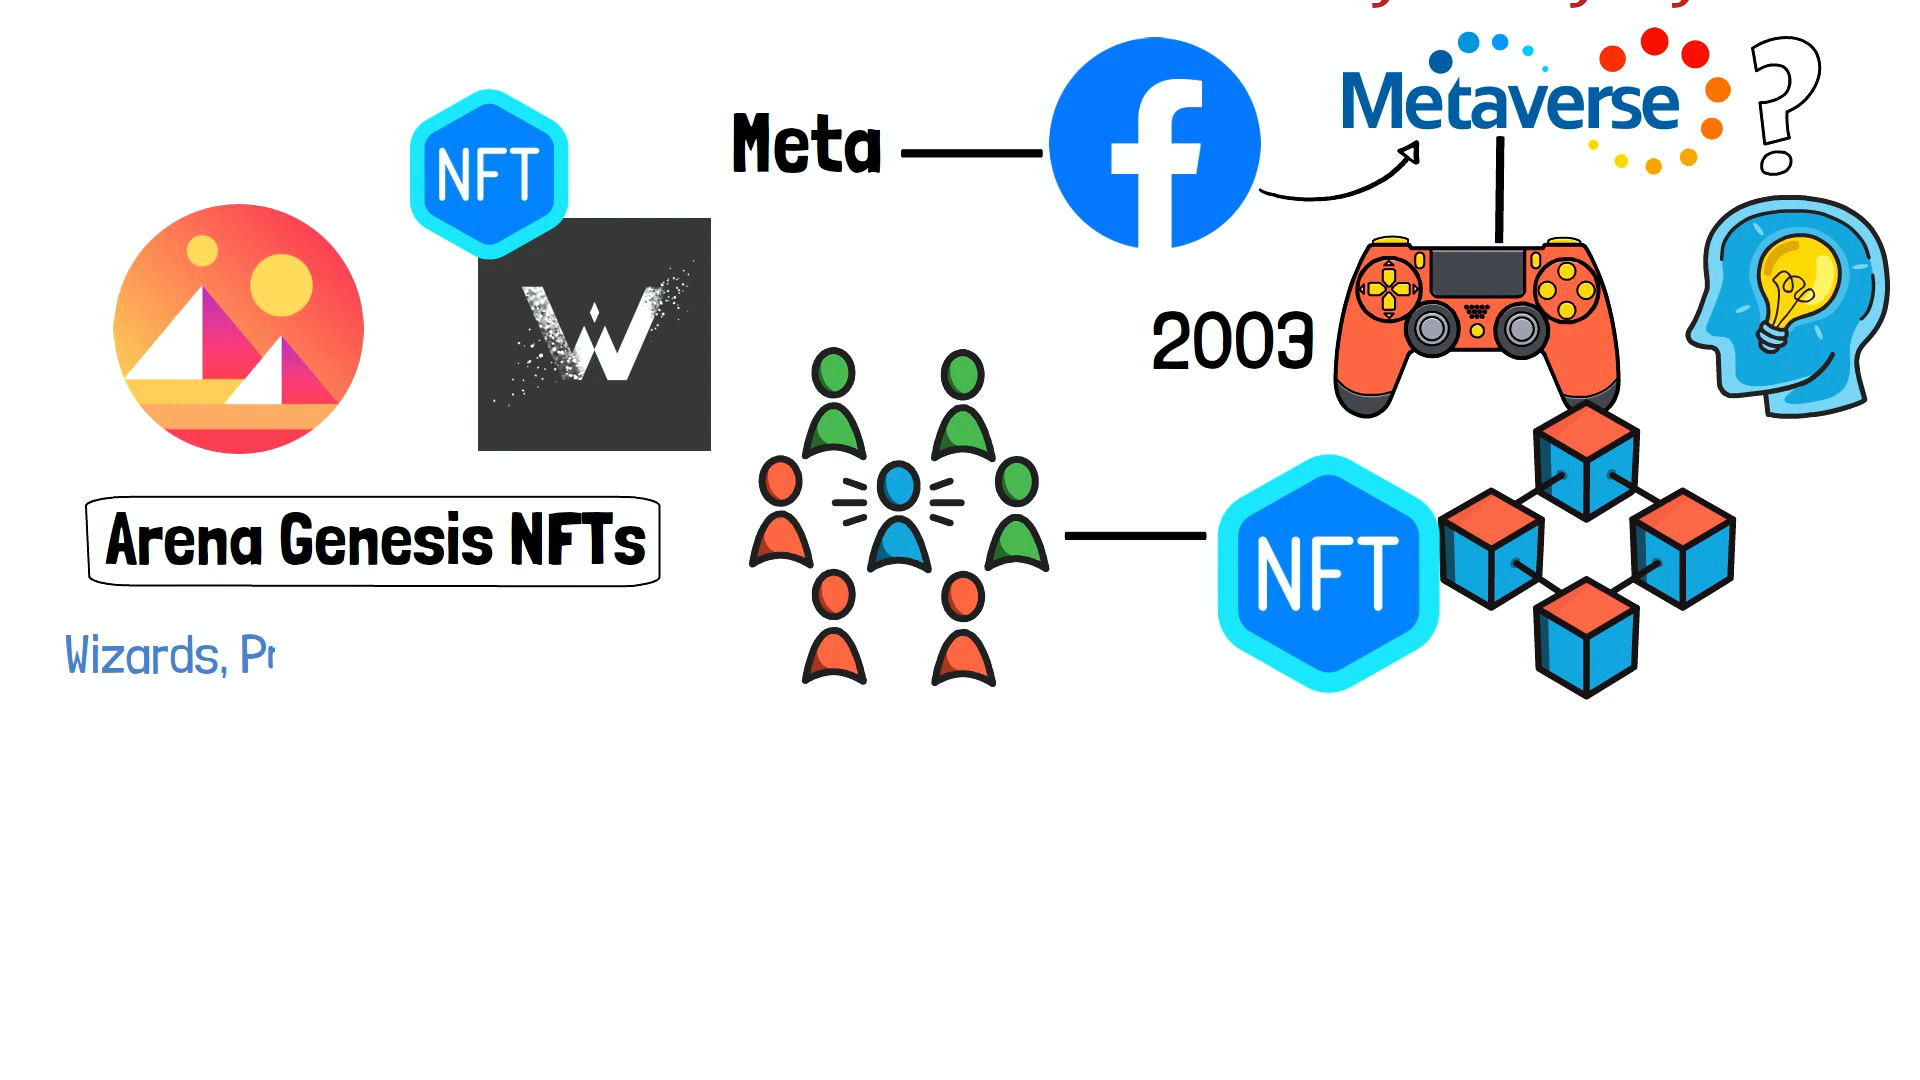 Metaverse ?
NFT
Meta
W
2003
Arena Genesis NFTs
NFT
Wizards,